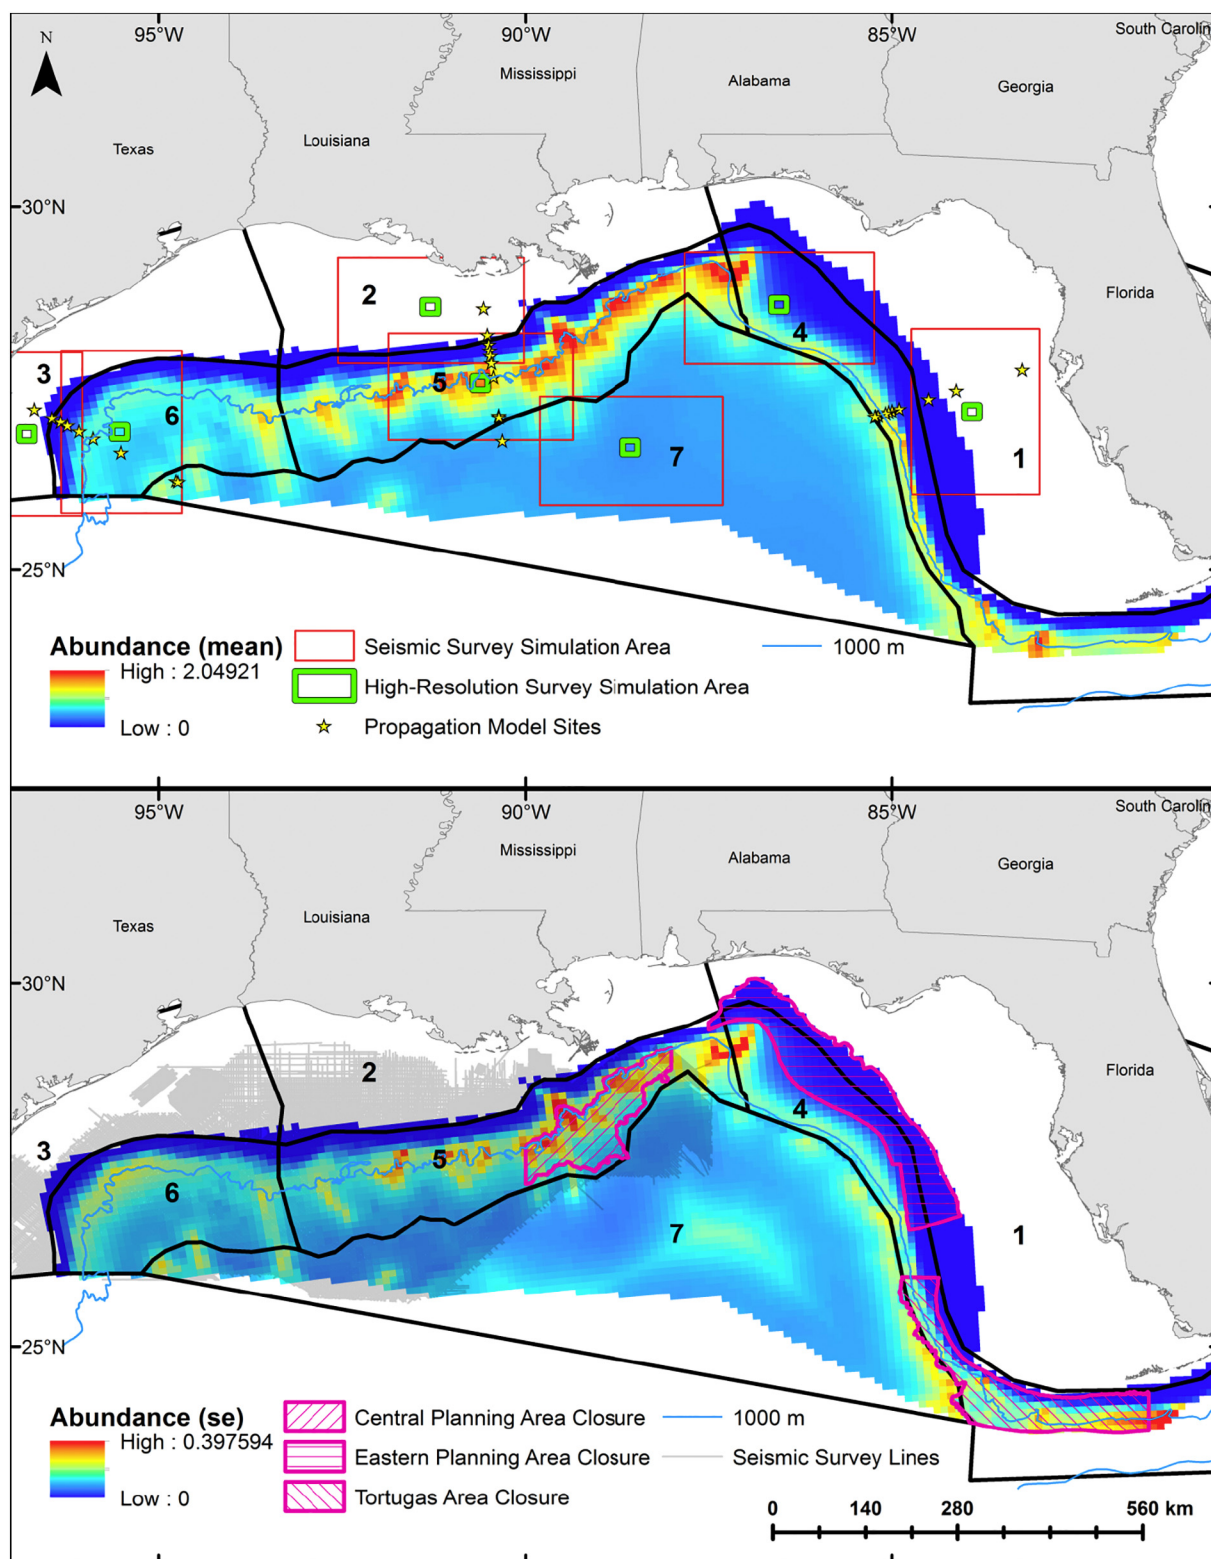 95°W 90°W 85°W South Carolin
N
Mississippi Alabama
Georgia
Texas Louisiana
30°N
2 Florida
3 4
5
6
7 1
25°N
Abundance (mean)
High : 2.04921
Low : 0
Seismic Survey Simulation Area
1000 m
High-Resolution Survey Simulation Area
Propagation Model Sites
95°W 90°W 85°W South Carolin
Mississippi Alabama
Georgia
Texas Louisiana
30°N
2 Florida
3 4
5
6
7 1
25°N
Abundance (se)
High : 0.397594
Low : 0
Central Planning Area Closure
1000 m
Eastern Planning Area Closure
Seismic Survey Lines
Tortugas Area Closure
0 140 280 560 km